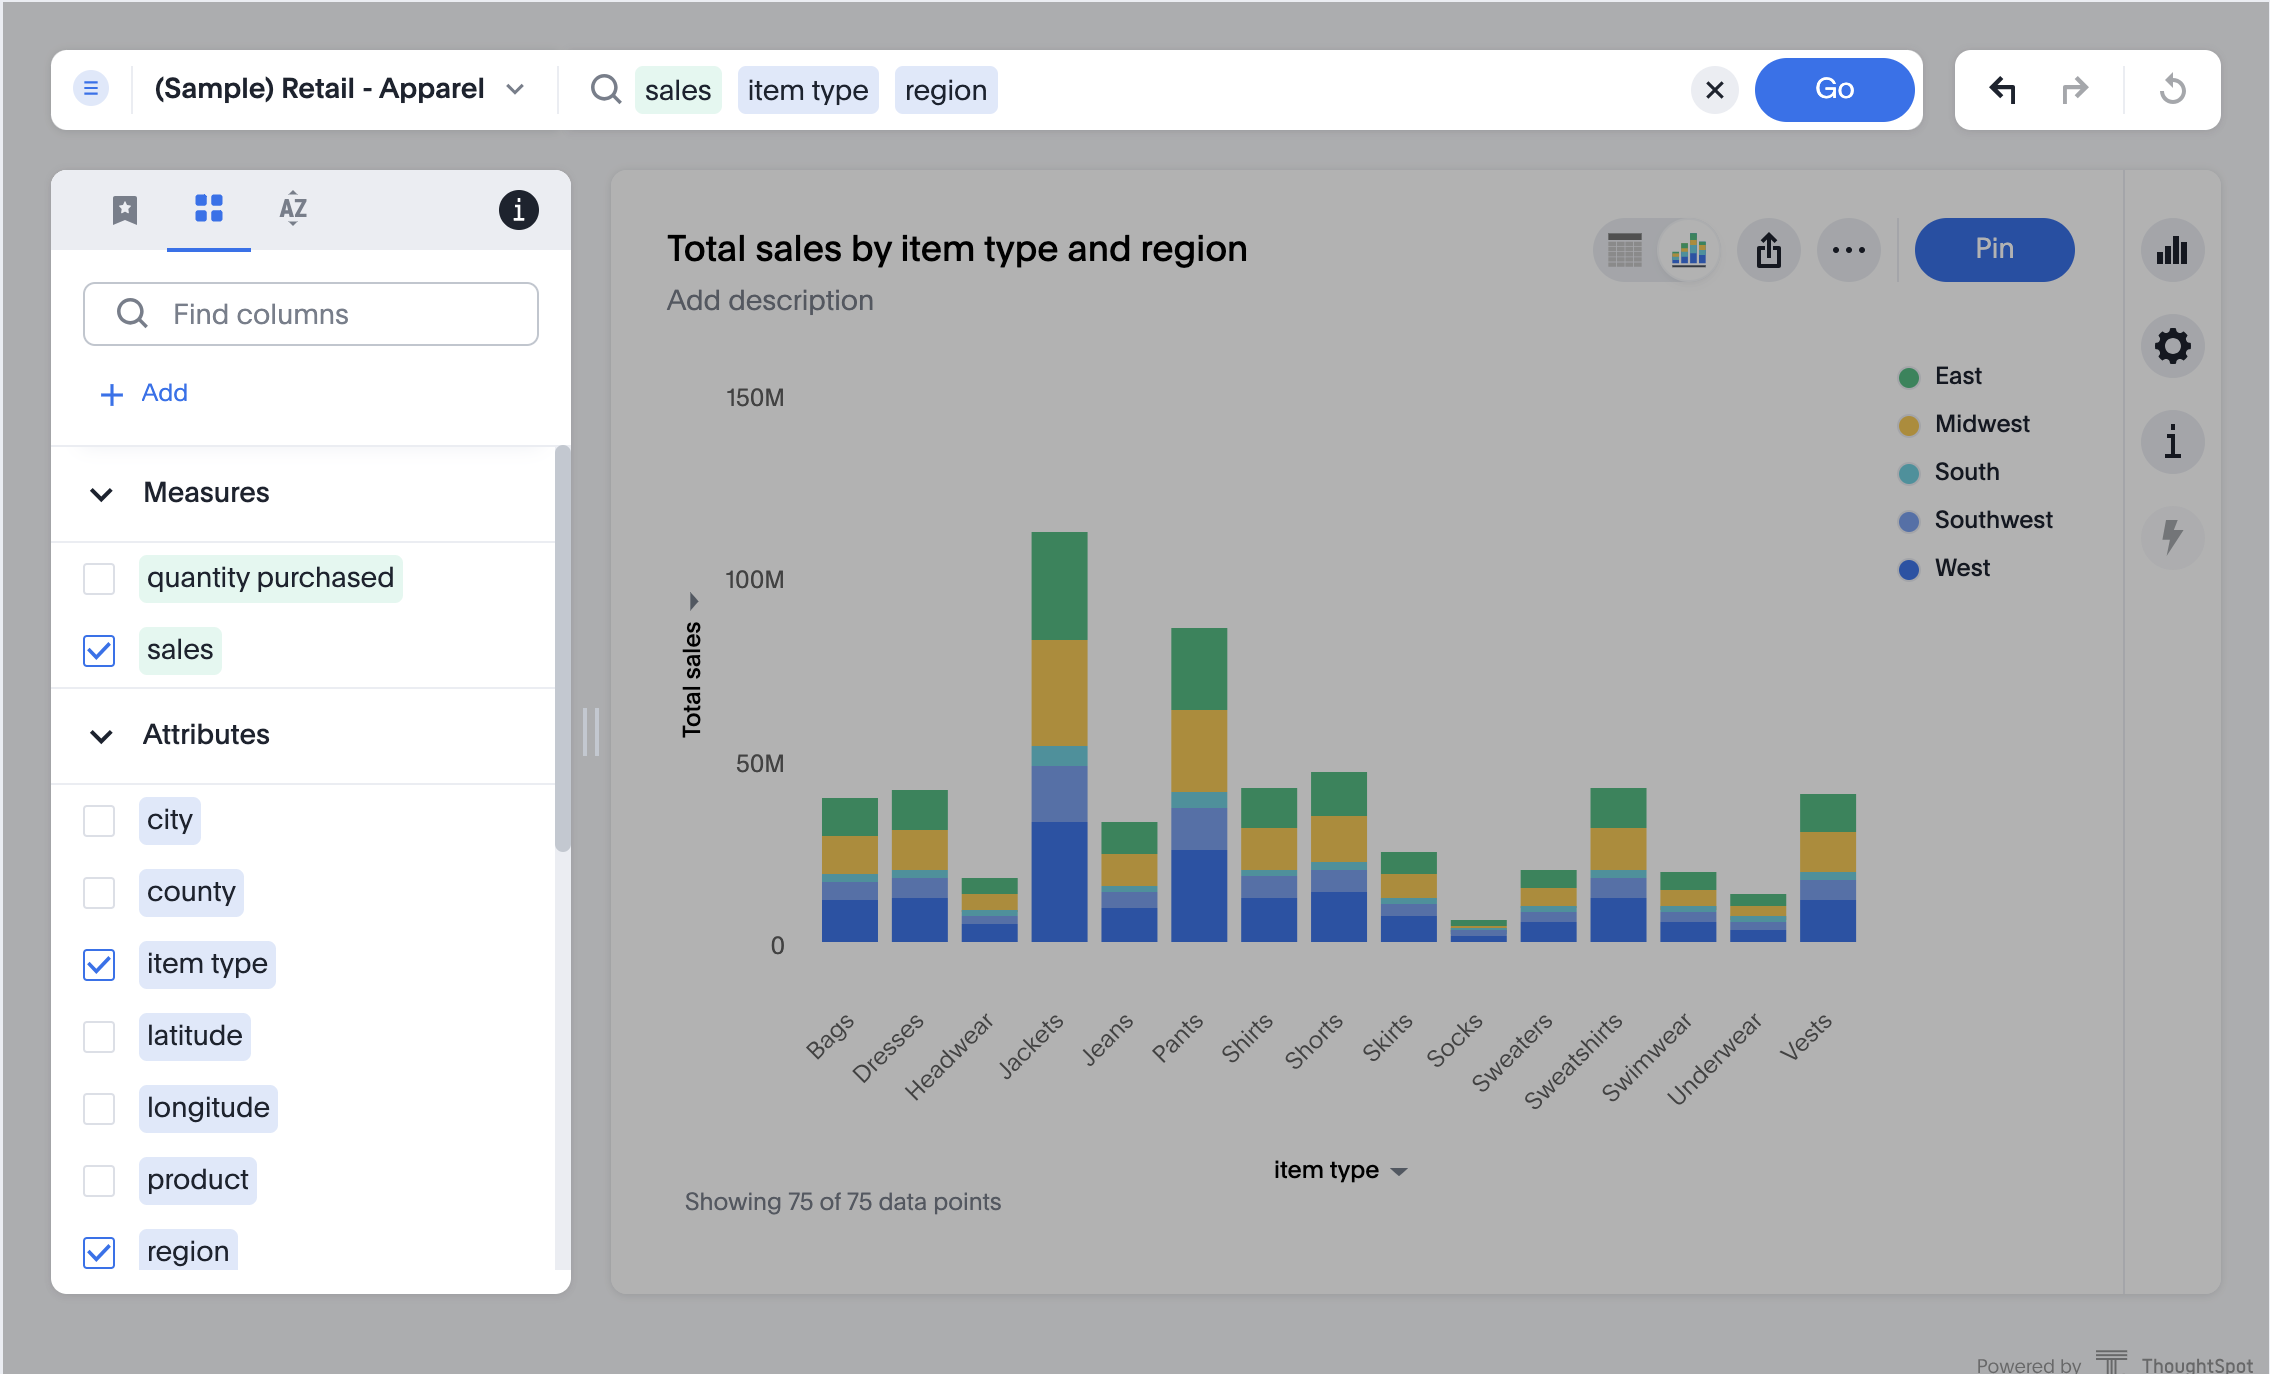 (Sample) Retail - Apparel
sales item type region
Go
AZ
Find columns
Add
Measures
quantity purchased
sales
Attributes
city
county
item type
latitude
longitude
product
region
Total sales by item type and region
Add description
Pin
East
Midwest
South
Southwest
West
150M
100M
50M
0
Total sales
Bags
Dresses
Headwear
Jackets
Jeans
Pants
Shirts
Shorts
Skirts
Socks
Sweaters
Sweatshirts
Swimwear
Underwear
Vests
item type
Showing 75 of 75 data points
Powered by ThoughtSpot